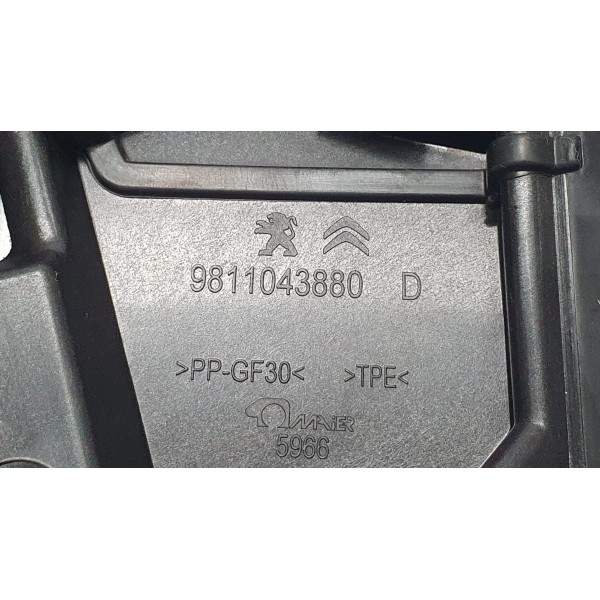 9811043880 D
>PP-GF30< >TPE<
MAIER
5966